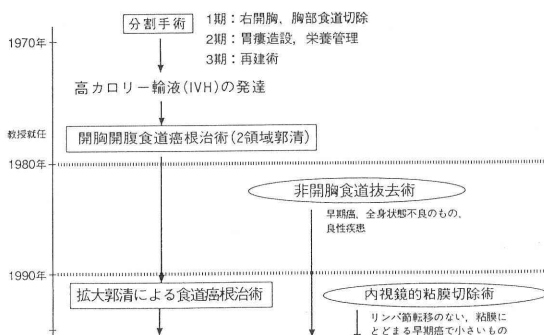 分割手術
1期：右開胸、胸部食道切除
2期：胃瘻造設、栄養管理
3期：再建術
1970年
高カロリー輸液(IVH)の発達
教授就任
開胸開腹食道癌根治術(2領域郭清)
1980年
非開胸食道抜去術
早期癌、全身状態不良のもの、
良性疾患
1990年
拡大郭清による食道癌根治術
内視鏡的粘膜切除術
リンパ節転移のない、粘膜に
とどまる早期癌で小さいもの